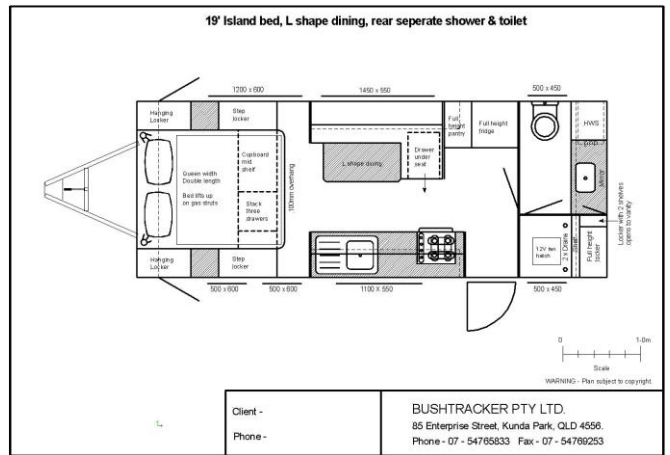 19' Island bed, L shape dining, rear seperate shower & toilet
1200 x 600
1450 x 550
500 x 450
Hanging
Locker
Step
locker
Full
height
pantry
Full height
fridge
HWS
Drawer
under
seat
L shape dining
Cupboard
mid
shelf
Queen width
Double length
Bed lifts up
on gas struts
Stack
three
drawers
100mm overhang
Mirror
Locker with 2 shelves
opens to vanity
12V fan
hatch
2 x Drains
Full height
locker
Hanging
Locker
Step
locker
500 x 600
500 x 600
1100 X 550
500 x 450
0
1-0m
Scale
WARNING - Plan subject to copyright.
Client -
Phone -
BUSHTRACKER PTY LTD.
85 Enterprise Street, Kunda Park, QLD 4556.
Phone - 07 - 54765833 Fax - 07 - 54769253